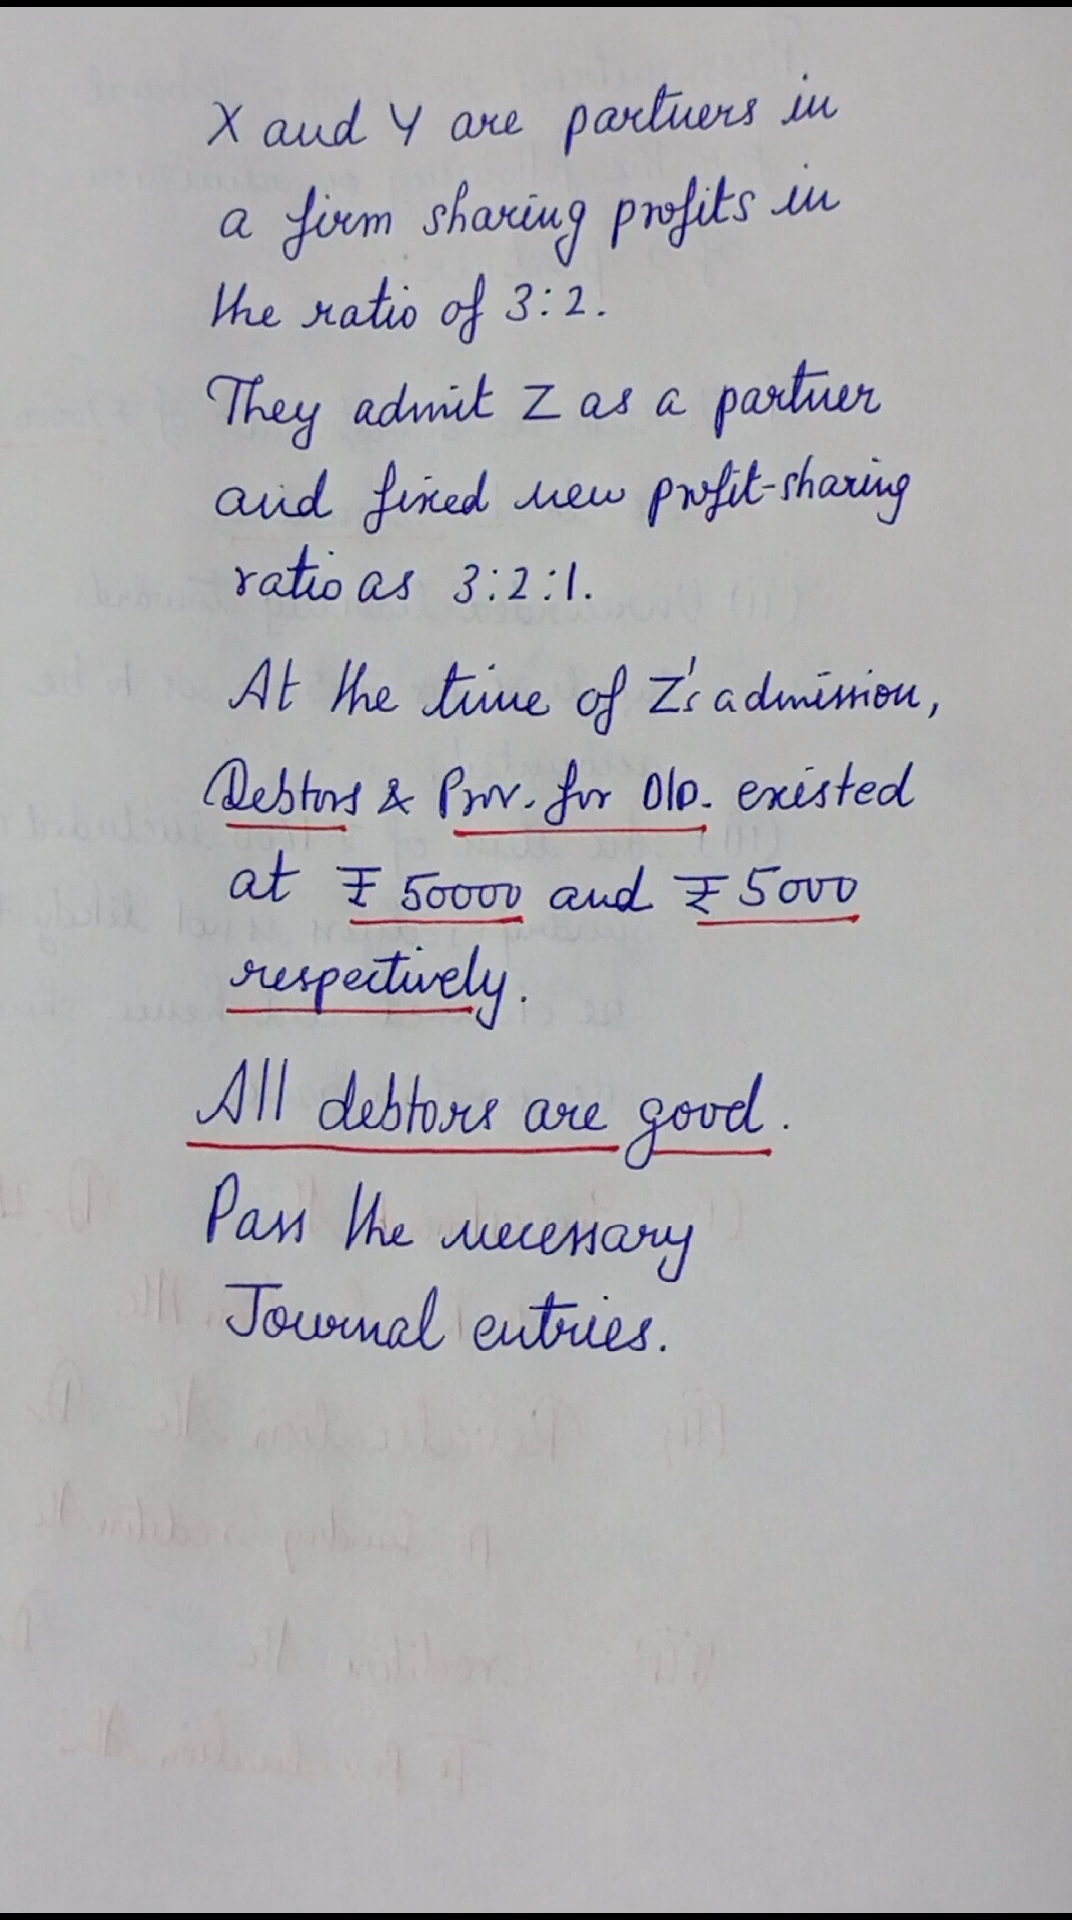 X and Y are partners in
a firm sharing profits in
the ratio of 3:2.
They admit Z as a partner
and fixed new profit-sharing
ratio as 3:2:1.
At the time of Z's admission,
Debtors & Prov. for D/D. existed
at ₹ 50000 and ₹ 5000
respectively.
All debtors are good.
Pass the necessary
Journal entries.